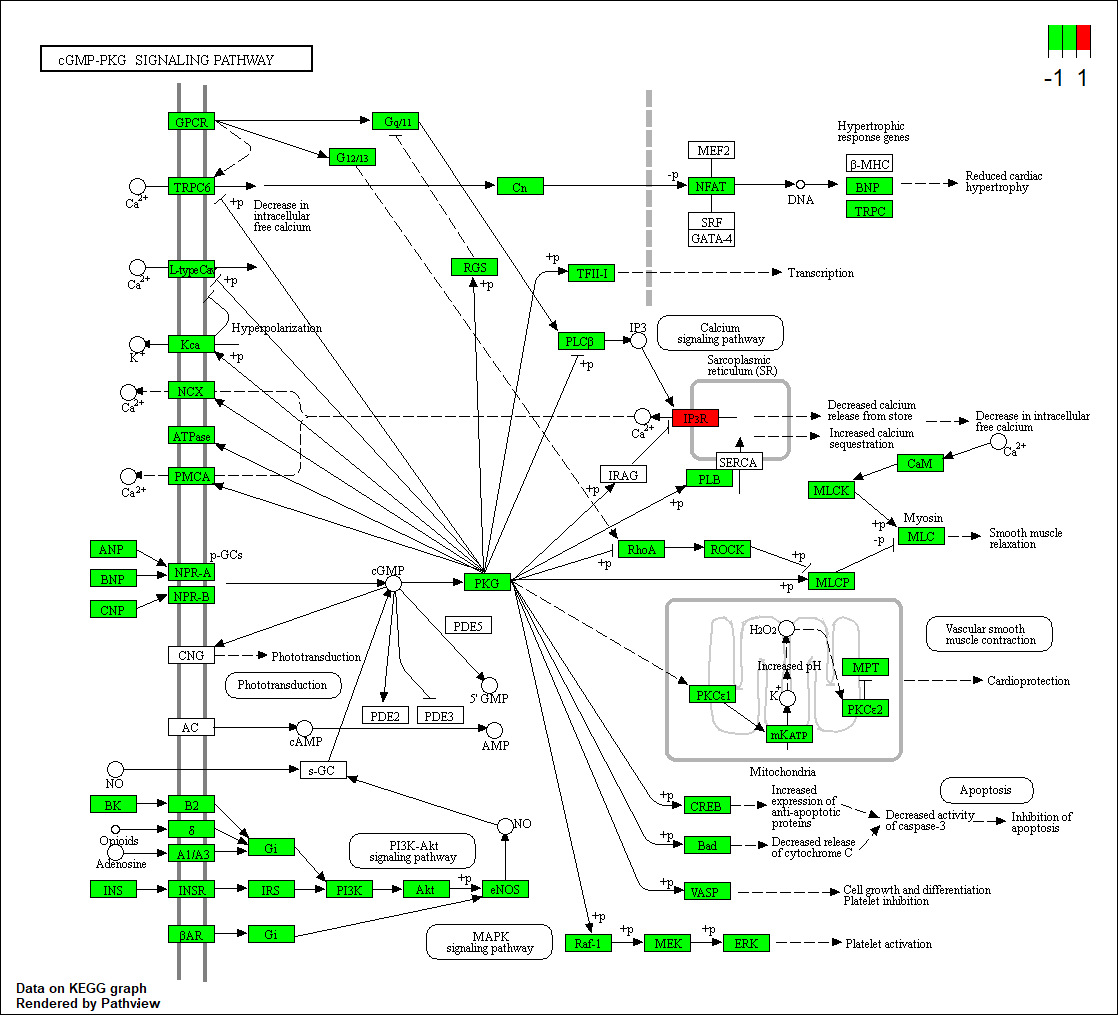 cGMP-PKG SIGNALING PATHWAY
-1 1
GPCR
Gq/11
G12/13
Hypertrophic
response genes
MEF2
β-MHC
TRPC6
Ca2+
+p
Decrease in
intracellular
free calcium
Cn
-p
NFAT
DNA
BNP
TRPC
Reduced cardiac
hypertrophy
SRF
GATA-4
L-type Ca
Ca2+
+p
RGS
+p
+p
TFII-I
Transcription
Hyperpolarization
Kca
K+
+p
PLCβ
+p
IP3
Calcium
signaling pathway
Sarcoplasmic
reticulum (SR)
NCX
Ca2+
Ca2+
IP3R
Decreased calcium
release from store
Increased calcium
sequestration
Decrease in intracellular
free calcium
Ca2+
ATPase
PMCA
Ca2+
IRAG
+p
PLB
+p
SERCA
CaM
MLCK
+p
-p
Myosin
MLC
Smooth muscle
relaxation
ANP
BNP
CNP
p-GCs
NPR-A
NPR-B
cGMP
PKG
RhoA
+p
ROCK
+p
+p
MLCP
PDE5
CNG
Phototransduction
Phototransduction
PDE2
PDE3
5' GMP
H2O2
Increased pH
K+
PKCε1
mKATP
MPT
PKCε2
Cardioprotection
Vascular smooth
muscle contraction
Mitochondria
AC
cAMP
AMP
NO
s-GC
BK
B2
Opioids
δ
Adenosine
A1/A3
Gi
NO
PI3K-Akt
signaling pathway
INS
INSR
IRS
PI3K
Akt
+p
eNOS
βAR
Gi
MAPK
signaling pathway
+p
CREB
Increased
expression of
anti-apoptotic
proteins
+p
Bad
Decreased release
of cytochrome C
Decreased activity
of caspase-3
Apoptosis
Inhibition of
apoptosis
+p
VASP
Cell growth and differentiation
Platelet inhibition
+p
Raf-1
+p
MEK
+p
ERK
Platelet activation
Data on KEGG graph
Rendered by Pathview